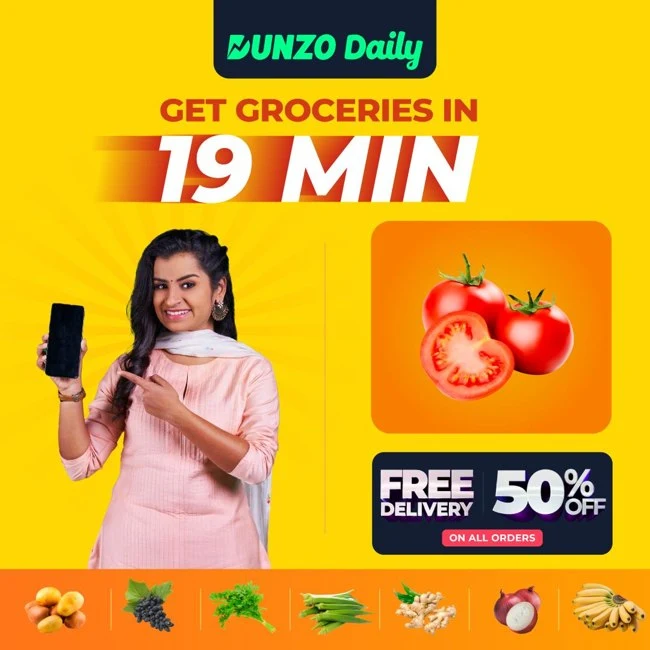 DUNZO Daily
GET GROCERIES IN
19 MIN
FREE
DELIVERY
50%
OFF
ON ALL ORDERS